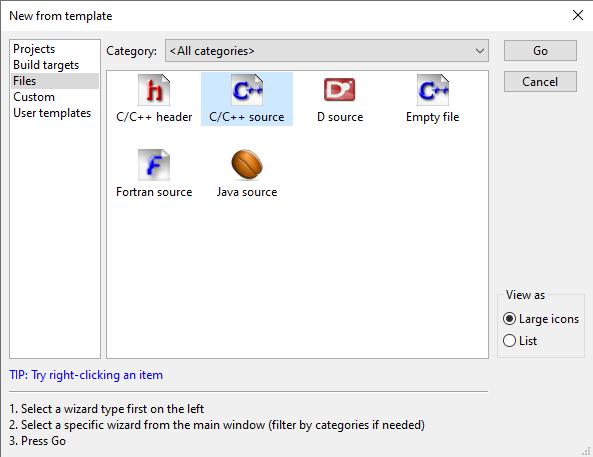 New from template
Projects
Build targets
Files
Custom
User templates
Category: <All categories>
Go
Cancel
h
C++
D
C++
C/C++ header
C/C++ source
D source
Empty file
F
Fortran source
Java source
View as
Large icons
List
TIP: Try right-clicking an item
1. Select a wizard type first on the left
2. Select a specific wizard from the main window (filter by categories if needed)
3. Press Go